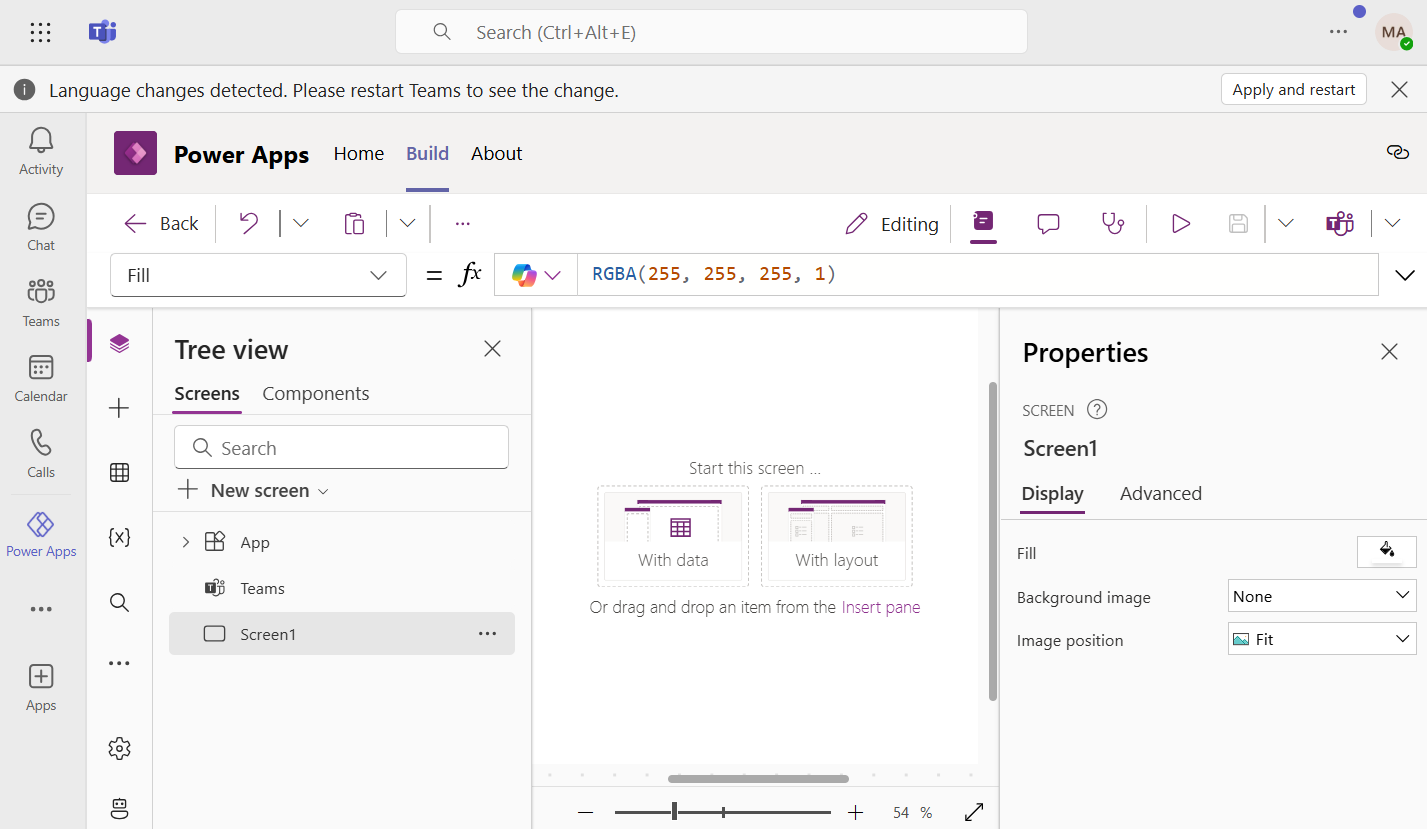 Search (Ctrl+Alt+E)
MA
Language changes detected. Please restart Teams to see the change.
Apply and restart
Activity
Chat
Teams
Calendar
Calls
Power Apps
Apps
Power Apps
Home
Build
About
Back
Editing
Fill
= fx
RGBA(255, 255, 255, 1)
Tree view
Screens
Components
Search
New screen
App
Teams
Screen1
Start this screen ...
With data
With layout
Or drag and drop an item from the Insert pane
54 %
Properties
SCREEN
Screen1
Display
Advanced
Fill
Background image
None
Image position
Fit